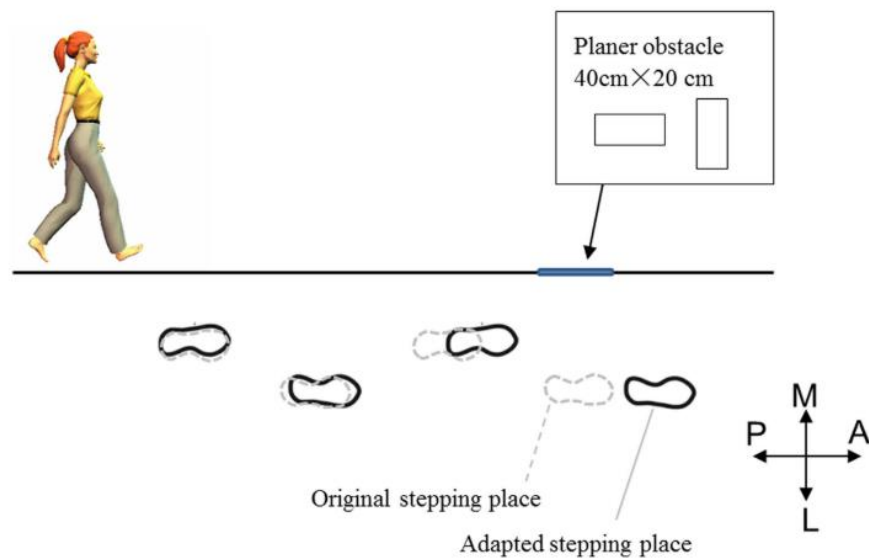 Planer obstacle
40cm×20 cm
M
P
A
L
Original stepping place
Adapted stepping place